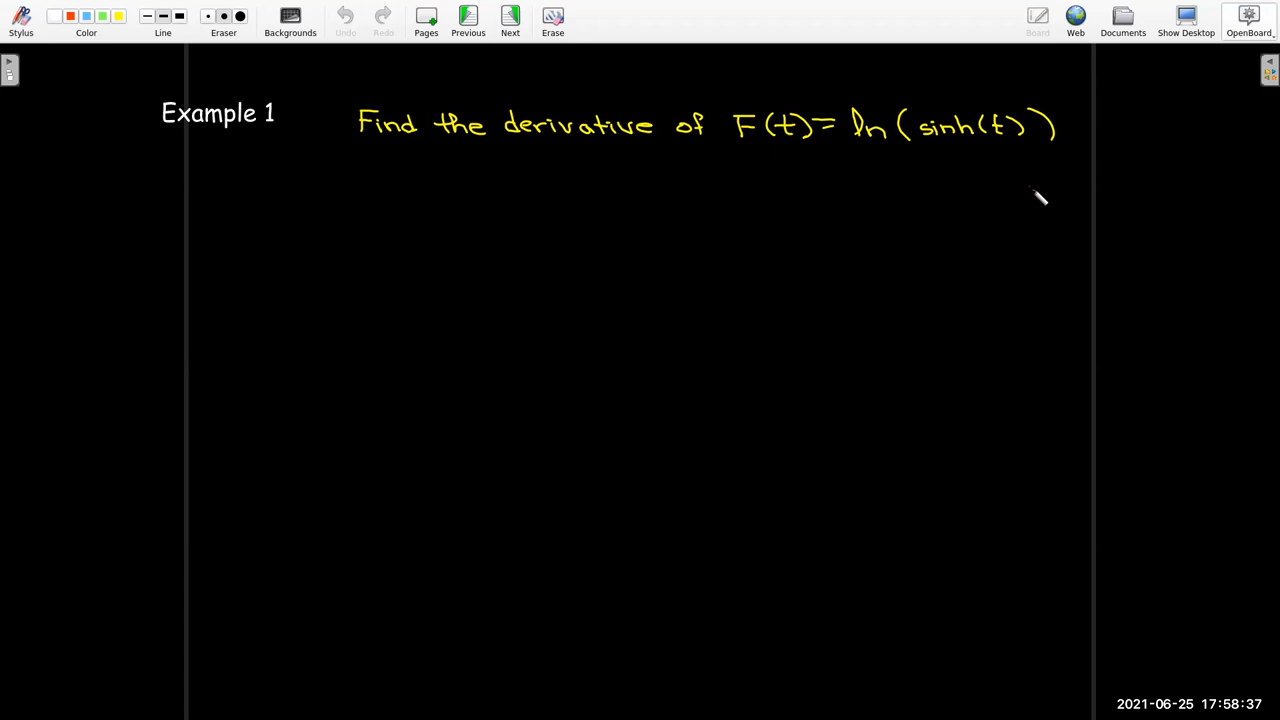 Stylus Color Line Eraser Backgrounds Undo Redo Pages Previous Next Erase Board Web Documents Show Desktop OpenBoard
Example 1 Find the derivative of F(t)= ln(sinh(t))
2021-06-25 17:58:37